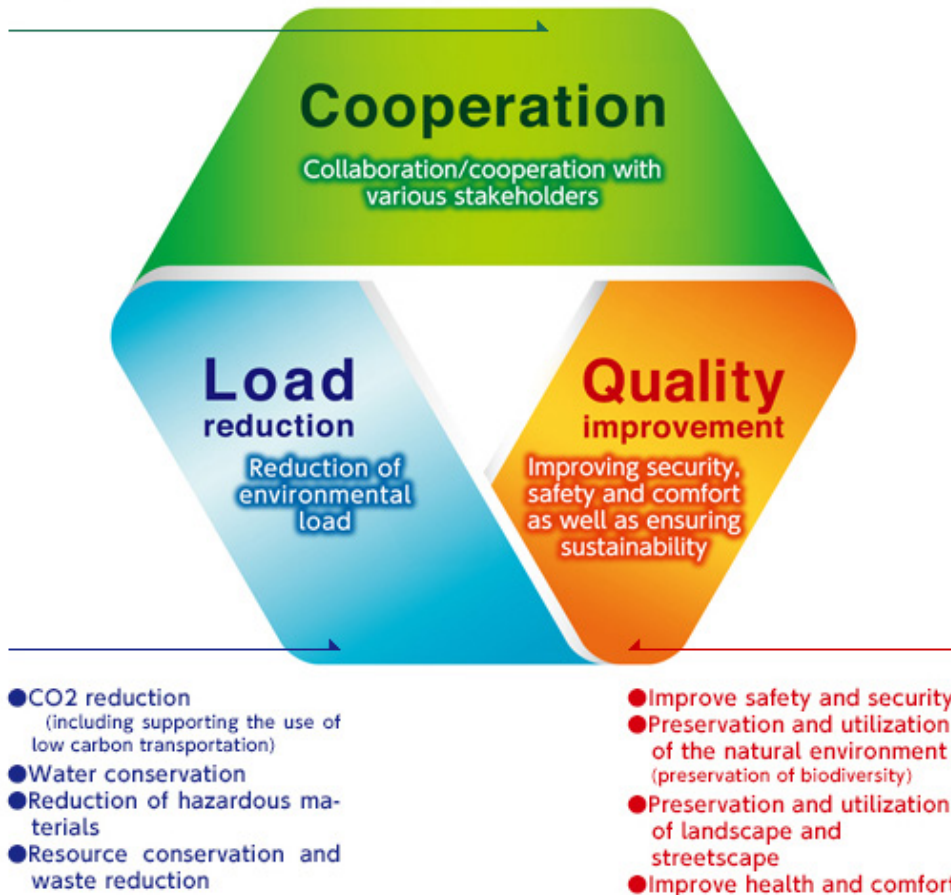 Cooperation
Collaboration/cooperation with
various stakeholders
Load
reduction
Reduction of
environmental
load
Quality
improvement
Improving security,
safety and comfort
as well as ensuring
sustainability
●CO2 reduction
(including supporting the use of
low carbon transportation)
●Water conservation
●Reduction of hazardous ma-
terials
●Resource conservation and
waste reduction
●Improve safety and security
●Preservation and utilization
of the natural environment
(preservation of biodiversity)
●Preservation and utilization
of landscape and
streetscape
●Improve health and comfort